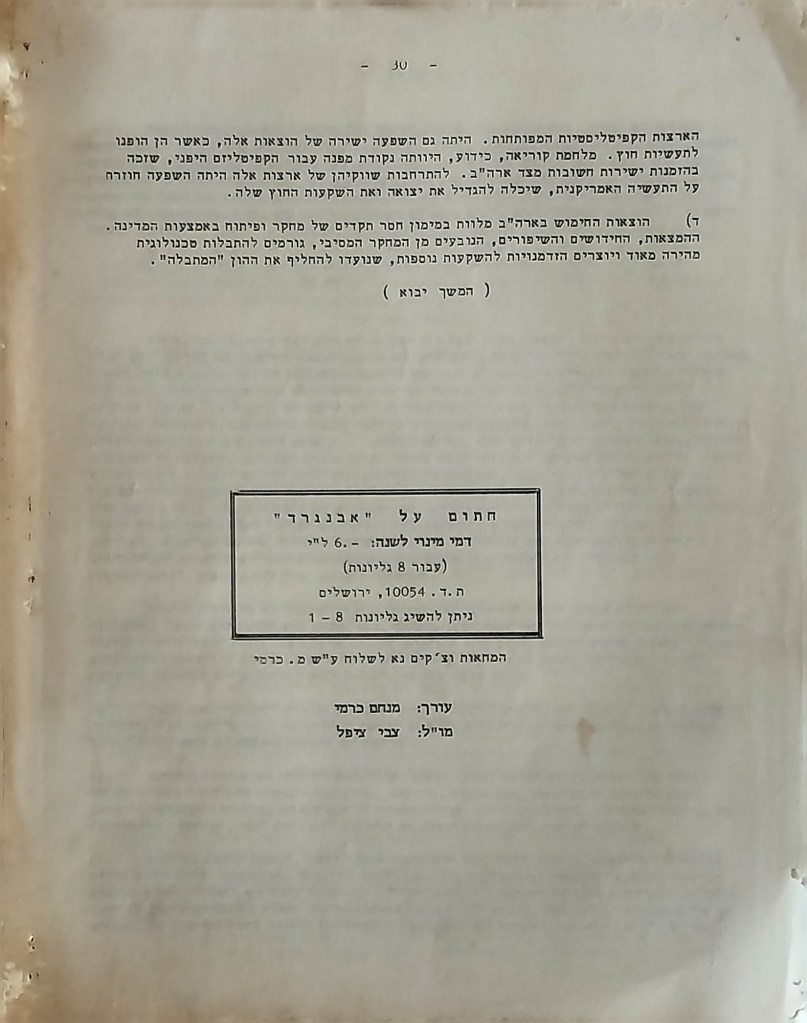 - 30 -
הארצות הקפיטליסטיות המפותחות. היתה גם השפעה ישירה של הוצאות אלה, כאשר הן הופנו
לתעשיות חוץ. מלחמת קוריאה, כידוע, היוותה נקודת מפנה עבור הקפיטליזם היפני, שזכה
בהזמנות ישירות חשובות מצד ארה"ב. להתרחבות שווקיהן של ארצות אלה היתה השפעה חוזרת
על התעשיה האמריקנית, שיכלה להגדיל את יצואה ואת השקעות החוץ שלה.
ד) הוצאות החימוש בארה"ב מלוות במימון חסר תקדים של מחקר ופיתוח באמצעות המדינה.
ההמצאות, החידושים והשיפורים, הנובעים מן המחקר המסיבי, גורמים להתבלות טכנולוגית
מהירה מאוד ויוצרים הזדמנויות להשקעות נוספות, שנועדו להחליף את ההון "המתבלה".
( המשך יבוא )
חתום על "אבנגרד"
דמי מינוי לשנה: -.6 ל"י
(עבור 8 גליונות)
ת.ד. 10054, ירושלים
ניתן להשיג גליונות 8 - 1
המחאות וצ'קים נא לשלוח ע"ש מ. כרמי
עורך: מנחם כרמי
מו"ל: צבי ציפל